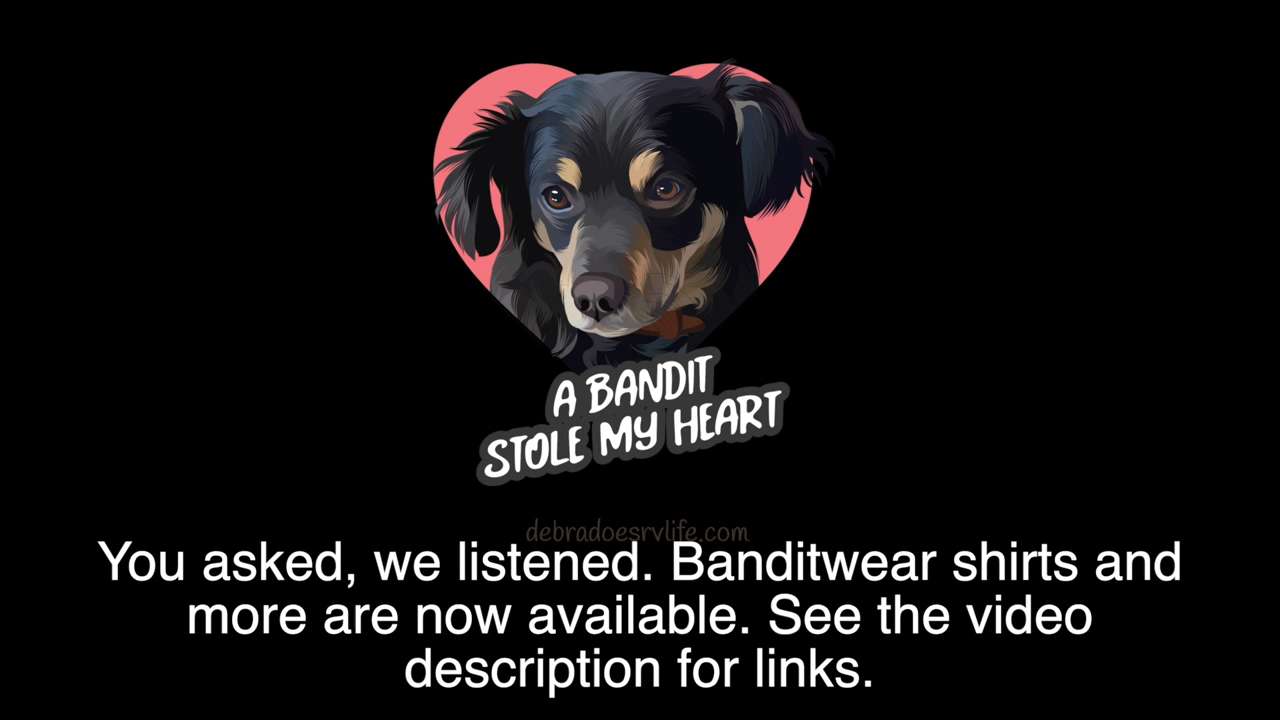 A BANDIT
STOLE MY HEART
debradoesrvlife.com
You asked, we listened. Banditwear shirts and
more are now available. See the video
description for links.